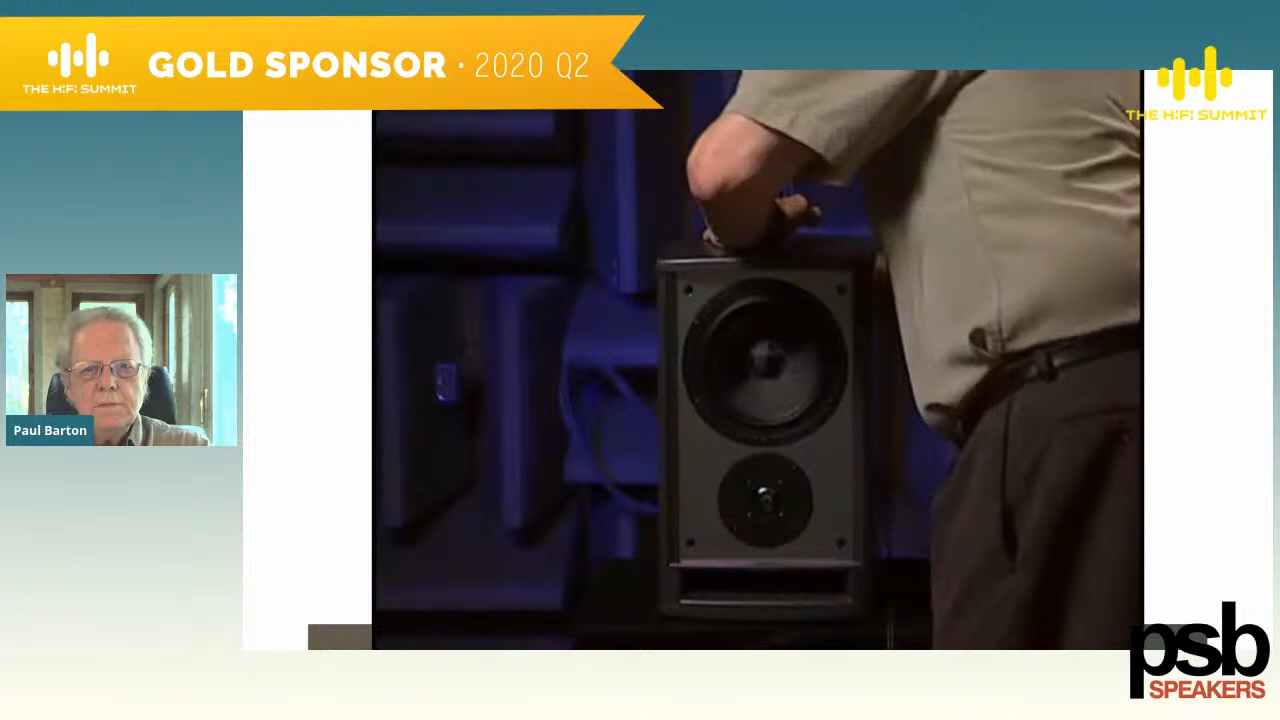 GOLD SPONSOR · 2020 Q2
THE HIFI SUMMIT
THE HIFI SUMMIT
Paul Barton
psb
SPEAKERS